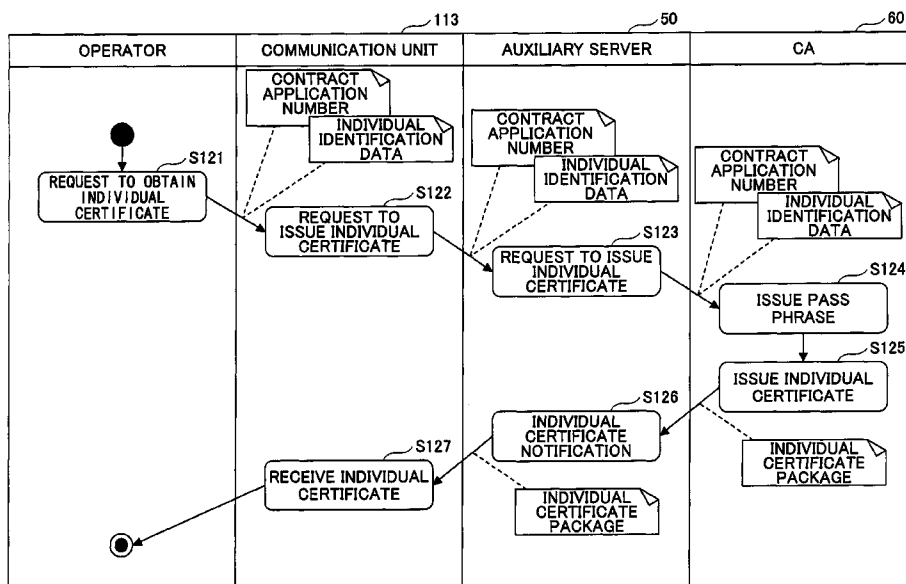 113
50
60
OPERATOR
COMMUNICATION UNIT
AUXILIARY SERVER
CA
CONTRACT
APPLICATION
NUMBER
INDIVIDUAL
IDENTIFICATION
DATA
CONTRACT
APPLICATION
NUMBER
INDIVIDUAL
IDENTIFICATION
DATA
CONTRACT
APPLICATION
NUMBER
INDIVIDUAL
IDENTIFICATION
DATA
S121
REQUEST TO OBTAIN
INDIVIDUAL
CERTIFICATE
S122
REQUEST TO
ISSUE INDIVIDUAL
CERTIFICATE
S123
REQUEST TO ISSUE
INDIVIDUAL
CERTIFICATE
S124
ISSUE PASS
PHRASE
S125
ISSUE INDIVIDUAL
CERTIFICATE
S126
INDIVIDUAL
CERTIFICATE
NOTIFICATION
INDIVIDUAL
CERTIFICATE PACKAGE
S127
RECEIVE INDIVIDUAL
CERTIFICATE
INDIVIDUAL
CERTIFICATE
PACKAGE